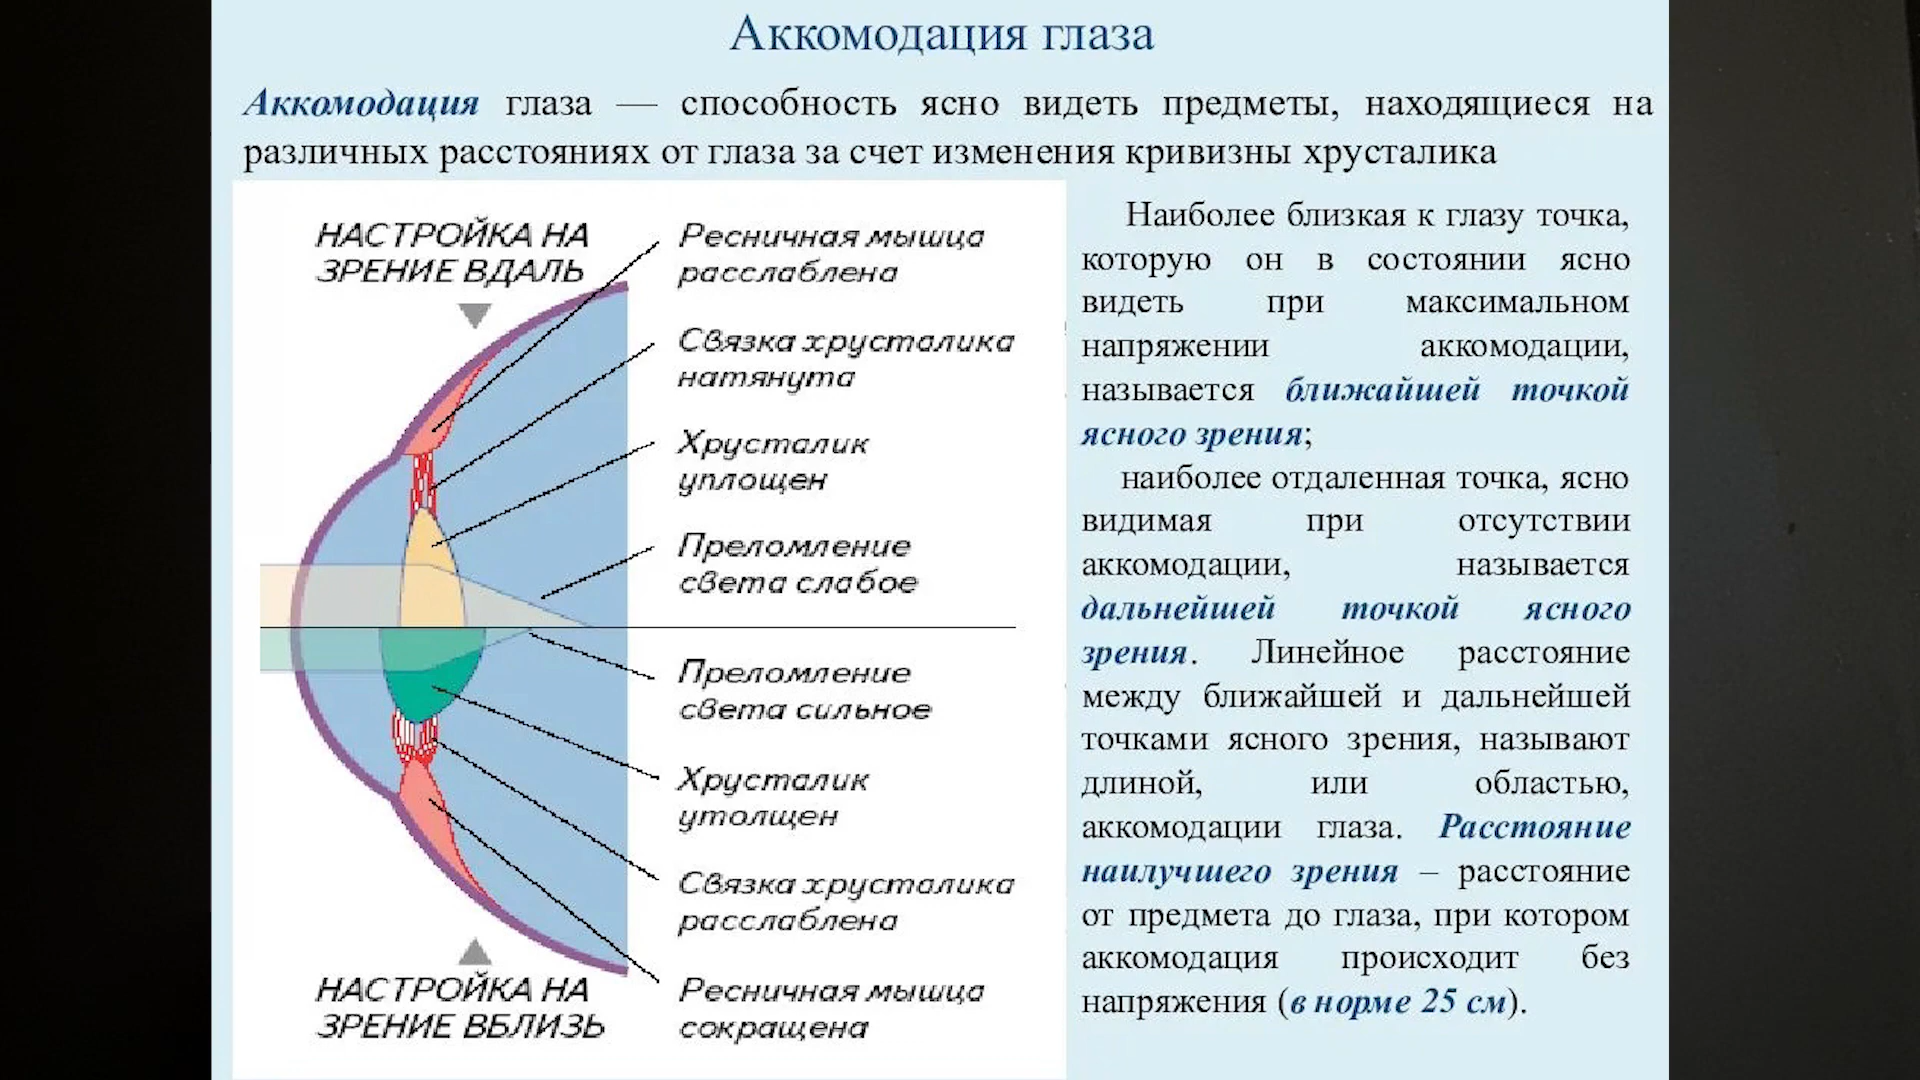 Аккомодация глаза
Аккомодация глаза — способность ясно видеть предметы, находящиеся на
различных расстояниях от глаза за счет изменения кривизны хрусталика
НАСТРОЙКА НА
ЗРЕНИЕ ВДАЛЬ
Ресничная мышца
расслаблена
Связка хрусталика
натянута
Хрусталик
уплощен
Преломление
света слабое
Преломление
света сильное
Хрусталик
утолщен
Связка хрусталика
расслаблена
Ресничная мышца
сокращена
НАСТРОЙКА НА
ЗРЕНИЕ ВБЛИЗЬ
Наиболее близкая к глазу точка,
которую он в состоянии ясно
видеть при максимальном
напряжении аккомодации,
называется ближайшей точкой
ясного зрения;
наиболее отдаленная точка, ясно
видимая при отсутствии
аккомодации, называется
дальнейшей точкой ясного
зрения. Линейное расстояние
между ближайшей и дальнейшей
точками ясного зрения, называют
длиной, или областью,
аккомодации глаза. Расстояние
наилучшего зрения – расстояние
от предмета до глаза, при котором
аккомодация происходит без
напряжения (в норме 25 см).